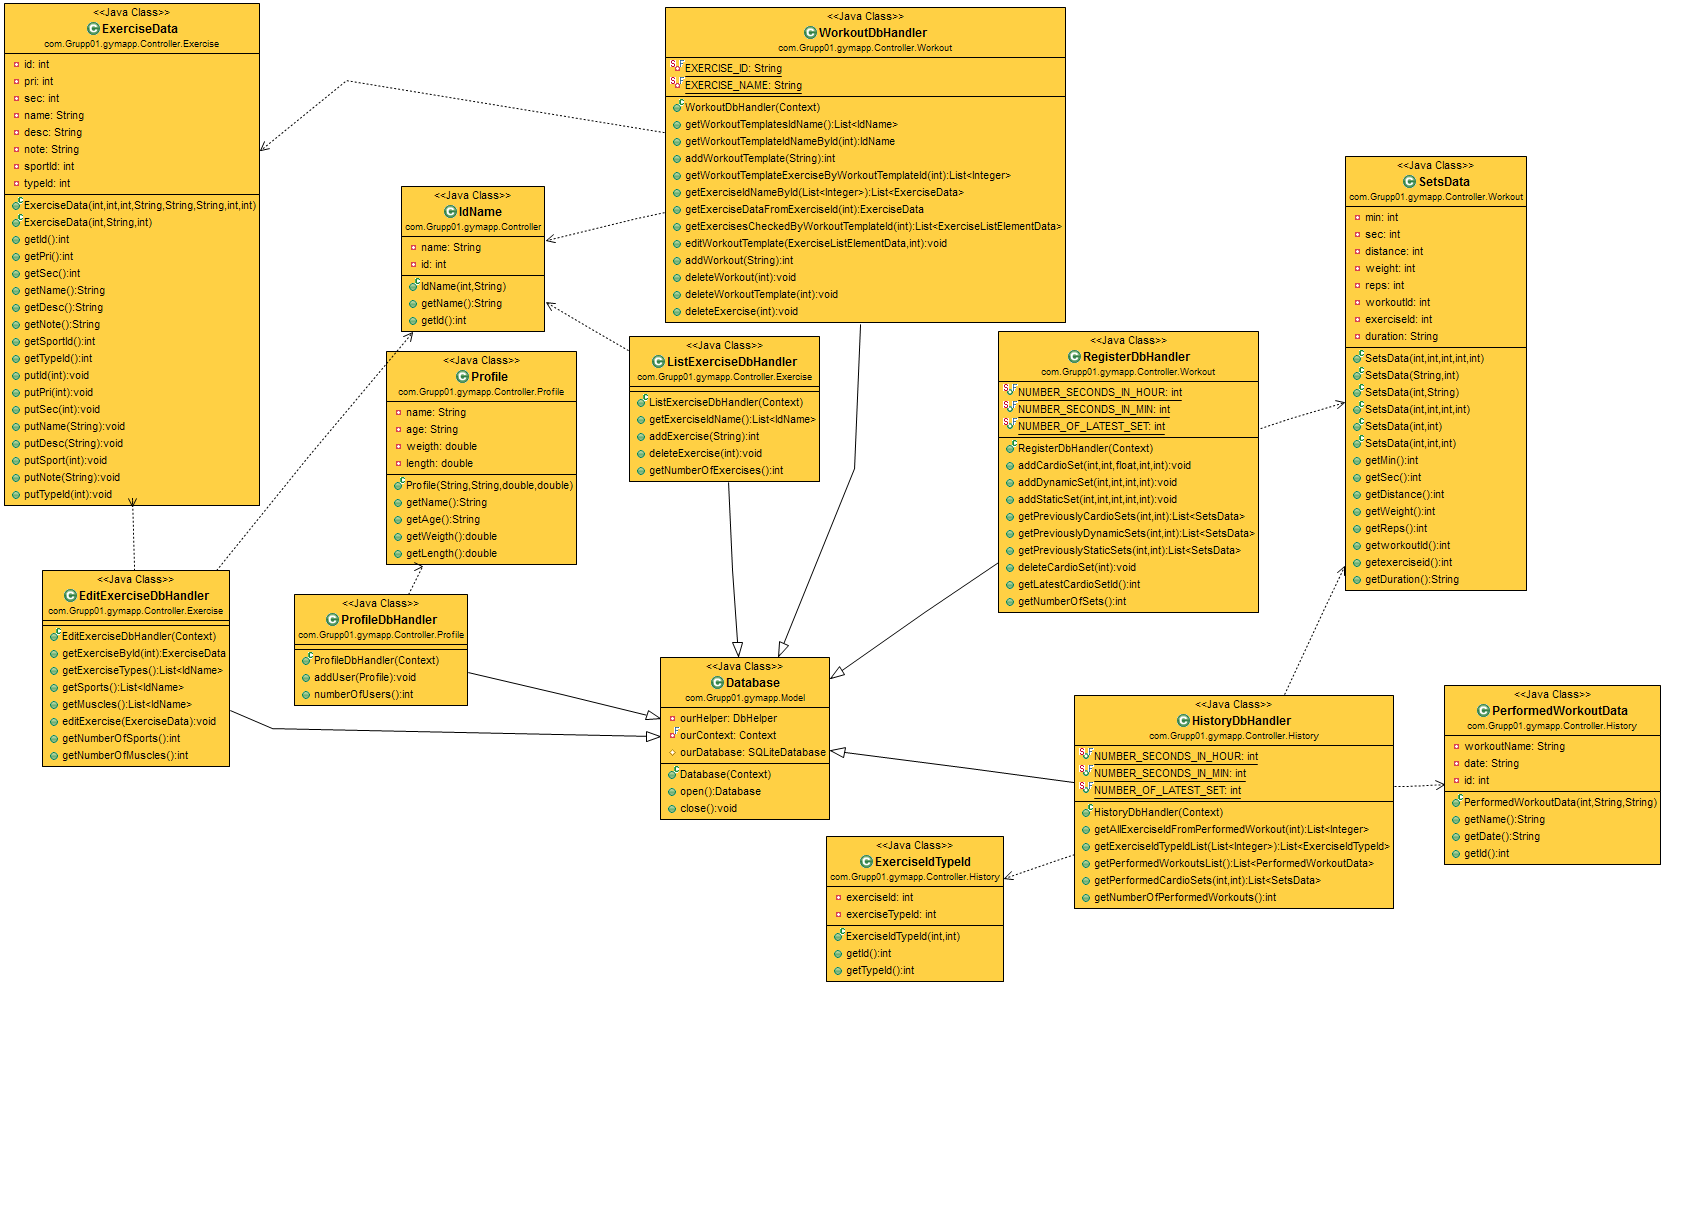 <<Java Class>>
ExerciseData
com.Grupp01.gymapp.Controller.Exercise
id: int
pri: int
sec: int
name: String
desc: String
note: String
sportId: int
typeId: int
ExerciseData(int,int,int,String,String,String,int,int)
ExerciseData(int,String,int)
getId():int
getPri():int
getSec():int
getName():String
getDesc():String
getNote():String
getSportId():int
getTypeId():int
putId(int):void
putPri(int):void
putSec(int):void
putName(String):void
putDesc(String):void
putSport(int):void
putNote(String):void
putTypeId(int):void
<<Java Class>>
WorkoutDbHandler
com.Grupp01.gymapp.Controller.Workout
EXERCISE_ID: String
EXERCISE_NAME: String
WorkoutDbHandler(Context)
getWorkoutTemplatesIdName():List<IdName>
getWorkoutTemplateIdNameById(int):IdName
addWorkoutTemplate(String):int
getWorkoutTemplateExerciseByWorkoutTemplateId(int):List<Integer>
getExerciseIdNameById(List<Integer>):List<ExerciseData>
getExerciseDataFromExerciseId(int):ExerciseData
getExercisesCheckedByWorkoutTemplateId(int):List<ExerciseListElementData>
editWorkoutTemplate(ExerciseListElementData,int):void
addWorkout(String):int
deleteWorkout(int):void
deleteWorkoutTemplate(int):void
deleteExercise(int):void
<<Java Class>>
IdName
com.Grupp01.gymapp.Controller
name: String
id: int
IdName(int,String)
getName():String
getId():int
<<Java Class>>
SetsData
com.Grupp01.gymapp.Controller.Workout
min: int
sec: int
distance: int
weight: int
reps: int
workoutId: int
exerciseId: int
duration: String
SetsData(int,int,int,int,int)
SetsData(String,int)
SetsData(int,String)
SetsData(int,int,int,int)
SetsData(int,int)
SetsData(int,int,int)
getMin():int
getSec():int
getDistance():int
getWeight():int
getReps():int
getworkoutId():int
getexerciseid():int
getDuration():String
<<Java Class>>
Profile
com.Grupp01.gymapp.Controller.Profile
name: String
age: String
weigth: double
length: double
Profile(String,String,double,double)
getName():String
getAge():String
getWeigth():double
getLength():double
<<Java Class>>
ListExerciseDbHandler
com.Grupp01.gymapp.Controller.Exercise
ListExerciseDbHandler(Context)
getExerciseIdName():List<IdName>
addExercise(String):int
deleteExercise(int):void
getNumberOfExercises():int
<<Java Class>>
RegisterDbHandler
com.Grupp01.gymapp.Controller.Workout
NUMBER_SECONDS_IN_HOUR: int
NUMBER_SECONDS_IN_MIN: int
NUMBER_OF_LATEST_SET: int
RegisterDbHandler(Context)
addCardioSet(int,int,float,int,int):void
addDynamicSet(int,int,int,int):void
addStaticSet(int,int,int,int,int):void
getPreviouslyCardioSets(int,int):List<SetsData>
getPreviouslyDynamicSets(int,int):List<SetsData>
getPreviouslyStaticSets(int,int):List<SetsData>
deleteCardioSet(int):void
getLatestCardioSetId():int
getNumberOfSets():int
<<Java Class>>
EditExerciseDbHandler
com.Grupp01.gymapp.Controller.Exercise
EditExerciseDbHandler(Context)
getExerciseById(int):ExerciseData
getExerciseTypes():List<IdName>
getSports():List<IdName>
getMuscles():List<IdName>
editExercise(ExerciseData):void
getNumberOfSports():int
getNumberOfMuscles():int
<<Java Class>>
ProfileDbHandler
com.Grupp01.gymapp.Controller.Profile
ProfileDbHandler(Context)
addUser(Profile):void
numberOfUsers():int
<<Java Class>>
Database
com.Grupp01.gymapp.Model
ourHelper: DbHelper
ourContext: Context
ourDatabase: SQLiteDatabase
Database(Context)
open():Database
close():void
<<Java Class>>
HistoryDbHandler
com.Grupp01.gymapp.Controller.History
NUMBER_SECONDS_IN_HOUR: int
NUMBER_SECONDS_IN_MIN: int
NUMBER_OF_LATEST_SET: int
HistoryDbHandler(Context)
getAllExerciseIdFromPerformedWorkout(int):List<Integer>
getExerciseIdTypeIdList(List<Integer>):List<ExerciseIdTypeId>
getPerformedWorkoutsList():List<PerformedWorkoutData>
getPerformedCardioSets(int,int):List<SetsData>
getNumberOfPerformedWorkouts():int
<<Java Class>>
PerformedWorkoutData
com.Grupp01.gymapp.Controller.History
workoutName: String
date: String
id: int
PerformedWorkoutData(int,String,String)
getName():String
getDate():String
getId():int
<<Java Class>>
ExerciseIdTypeId
com.Grupp01.gymapp.Controller.History
exerciseId: int
exerciseTypeId: int
ExerciseIdTypeId(int,int)
getId():int
getTypeId():int